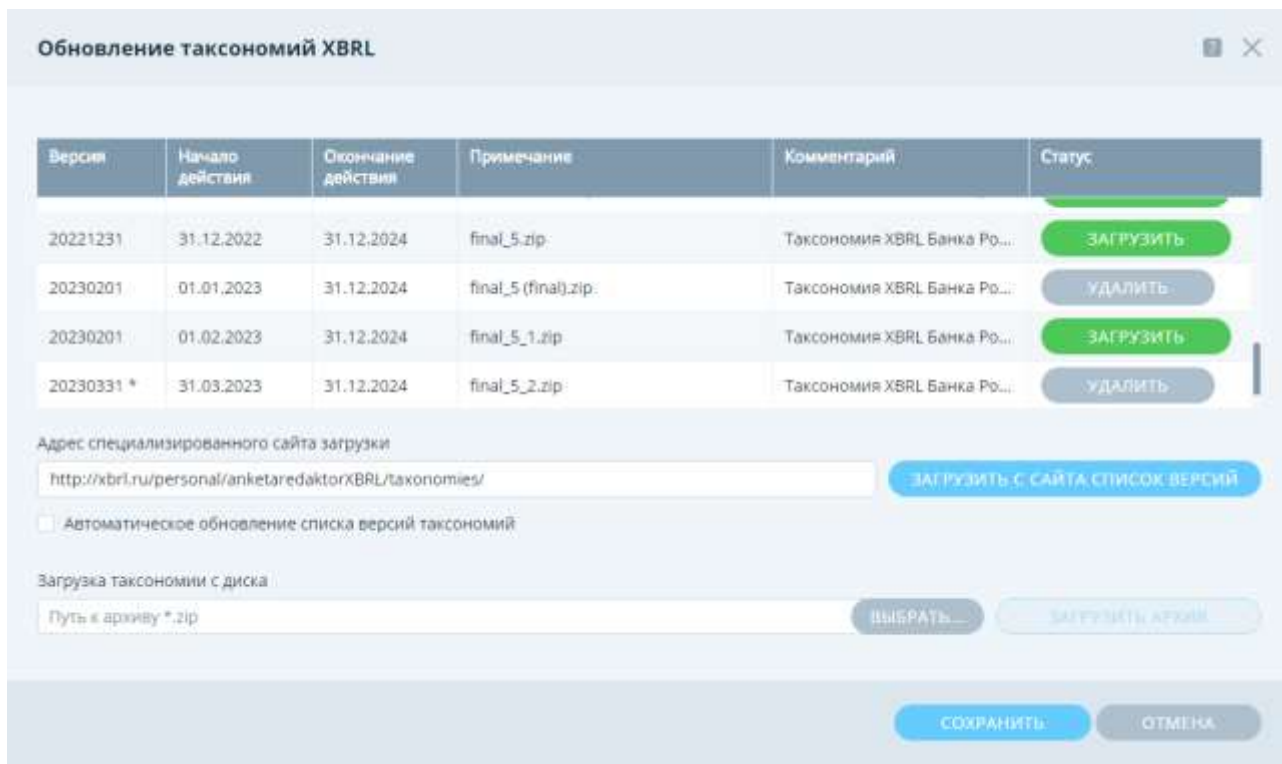 Обновление таксономий XBRL
Версия Начало действия Окончание действия Примечание Комментарий Статус
20221231 31.12.2022 31.12.2024 final_5.zip Таксономия XBRL Банка Ро... ЗАГРУЗИТЬ
20230201 01.01.2023 31.12.2024 final_5 (final).zip Таксономия XBRL Банка Ро... УДАЛИТЬ
20230201 01.02.2023 31.12.2024 final_5_1.zip Таксономия XBRL Банка Ро... ЗАГРУЗИТЬ
20230331 * 31.03.2023 31.12.2024 final_5_2.zip Таксономия XBRL Банка Ро... УДАЛИТЬ
Адрес специализированного сайта загрузки
http://xbrl.ru/personal/anketaredaktorXBRL/taxonomies/ ЗАГРУЗИТЬ С САЙТА СПИСОК ВЕРСИЙ
Автоматическое обновление списка версий таксономий
Загрузка таксономии с диска
Путь к архиву *.zip ВЫБРАТЬ... ЗАГРУЗИТЬ АРХИВ
СОХРАНИТЬ ОТМЕНА